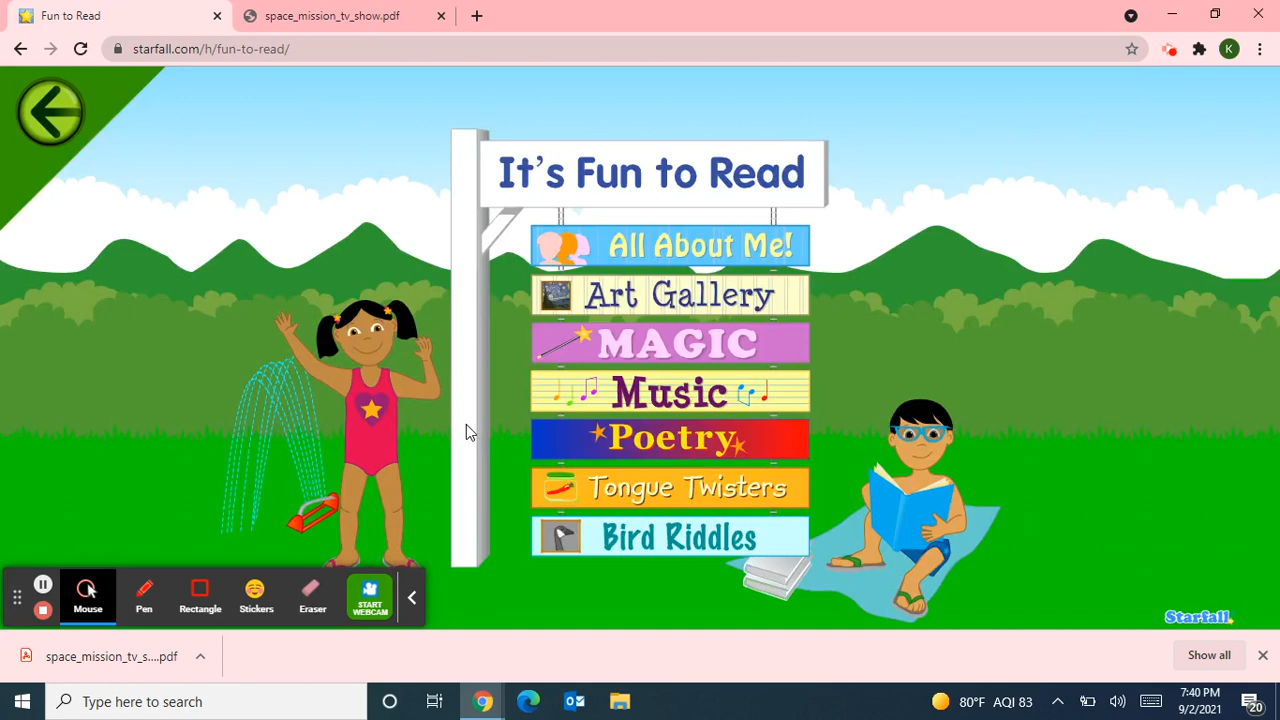 Fun to Read
space_mission_tv_show.pdf
starfall.com/h/fun-to-read/
K
It's Fun to Read
All About Me!
Art Gallery
MAGIC
Music
Poetry
Tongue Twisters
Bird Riddles
Starfall
Mouse
Pen
Rectangle
Stickers
Eraser
START
WEBCAM
space_mission_tv_s....pdf
Show all
Type here to search
80°F AQI 83
7:40 PM
9/2/2021
20